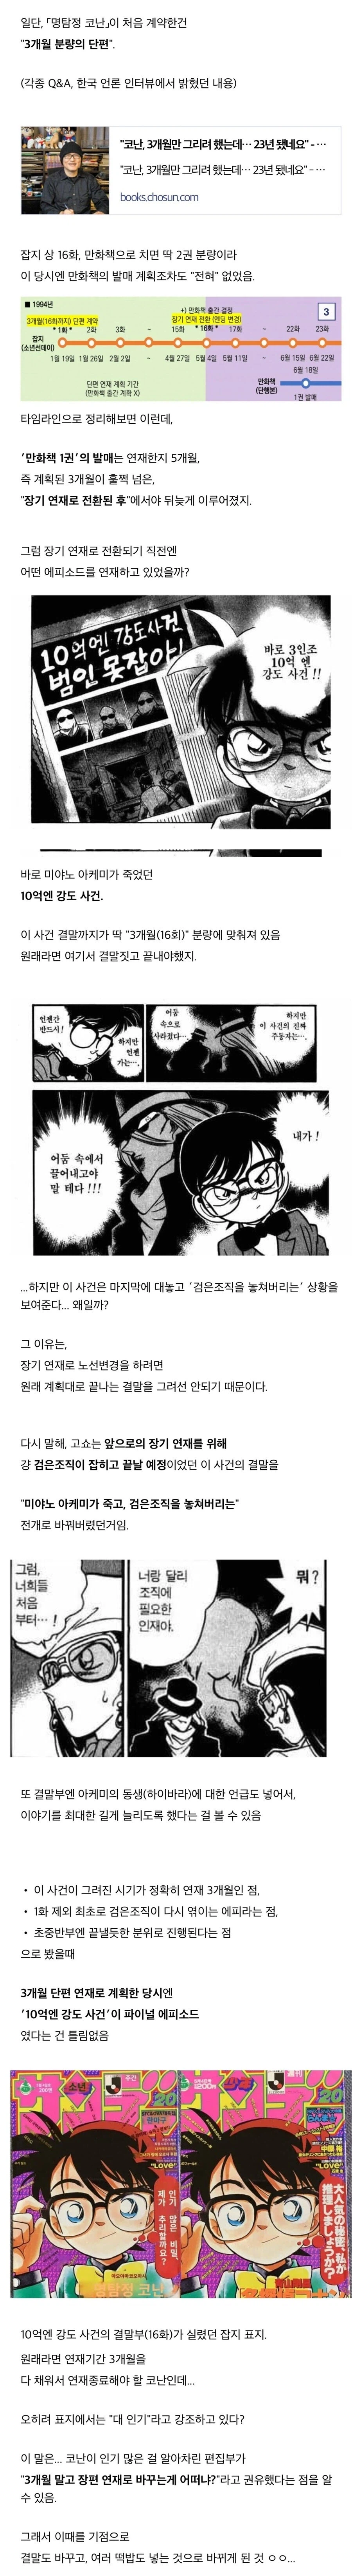 일단, 「명탐정 코난」이 처음 계약한건
"3개월 분량의 단편".
(각종 Q&A, 한국 언론 인터뷰에서 밝혔던 내용)
"코난, 3개월만 그리려 했는데… 23년 됐네요" - …
"코난, 3개월만 그리려 했는데… 23년 됐네요" - …
books.chosun.com
잡지 상 16화, 만화책으로 치면 딱 2권 분량이라
이 당시엔 만화책의 발매 계획조차도 "전혀" 없었음.
■ 1994년
3
+) 만화책 출간 결정
3개월(16화까지) 단편 계약
장기 연재 전환 (엔딩 변경)
잡지
(소년선데이)
* 1화 * 2화 3화 ~ 15화 * 16화 * 17화 ~ 22화 23화
1월 19일 1월 26일 2월 2일 ~ 4월 27일 5월 4일 5월 11일 ~ 6월 15일 6월 22일
단편 연재 계획 기간
(만화책 출간 계획 X)
만화책
(단행본)
6월 18일
1권 발매
타임라인으로 정리해보면 이런데,
'만화책 1권'의 발매는 연재한지 5개월,
즉 계획된 3개월이 훌쩍 넘은,
"장기 연재로 전환된 후"에서야 뒤늦게 이루어졌지.
그럼 장기 연재로 전환되기 직전엔
어떤 에피소드를 연재하고 있었을까?
10억엔 강도사건
범인 못잡아!
바로 3인조
10억 엔
강도 사건!!
바로 미야노 아케미가 죽었던
10억엔 강도 사건.
이 사건 결말까지가 딱 "3개월(16회)" 분량에 맞춰져 있음
원래라면 여기서 결말짓고 끝내야했지.
언젠간
반드시!
하지만
언젠
가는…
어둠
속으로
사라졌다…
하지만
이 사건의 진짜
주동자는…
내가!
어둠 속에서
끌어내고야
말 테다!!!
...하지만 이 사건은 마지막에 대놓고 '검은조직을 놓쳐버리는' 상황을
보여준다... 왜일까?
그 이유는,
장기 연재로 노선변경을 하려면
원래 계획대로 끝나는 결말을 그려선 안되기 때문이다.
다시 말해, 고쇼는 앞으로의 장기 연재를 위해
걍 검은조직이 잡히고 끝날 예정이었던 이 사건의 결말을
"미야노 아케미가 죽고, 검은조직을 놓쳐버리는"
전개로 바꿔버렸던거임.
그럼,
너희들
처음
부터…!
너랑 달리
조직에
필요한
인재야.
뭐?
또 결말부엔 아케미의 동생(하이바라)에 대한 언급도 넣어서,
이야기를 최대한 길게 늘리도록 했다는 걸 볼 수 있음
• 이 사건이 그려진 시기가 정확히 연재 3개월인 점,
• 1화 제외 최초로 검은조직이 다시 엮이는 에피라는 점,
• 초중반부엔 끝낼듯한 분위로 진행된다는 점
으로 봤을때
3개월 단편 연재로 계획한 당시엔
'10억엔 강도 사건'이 파이널 에피소드
였다는 건 틀림없음
소년
주간
20
인기 많은 비밀,
제가 추리할까요?
명탐정 코난
サンデー
20
"Love"
大人気の秘密、私が
推理しましょうか?
10억엔 강도 사건의 결말부(16화)가 실렸던 잡지 표지.
원래라면 연재기간 3개월을
다 채워서 연재종료해야 할 코난인데...
오히려 표지에서는 "대 인기"라고 강조하고 있다?
이 말은... 코난이 인기 많은 걸 알아차린 편집부가
"3개월 말고 장편 연재로 바꾸는게 어떠냐?"라고 권유했다는 점을 알
수 있음.
그래서 이때를 기점으로
결말도 바꾸고, 여러 떡밥도 넣는 것으로 바뀌게 된 것 ㅇㅇ...